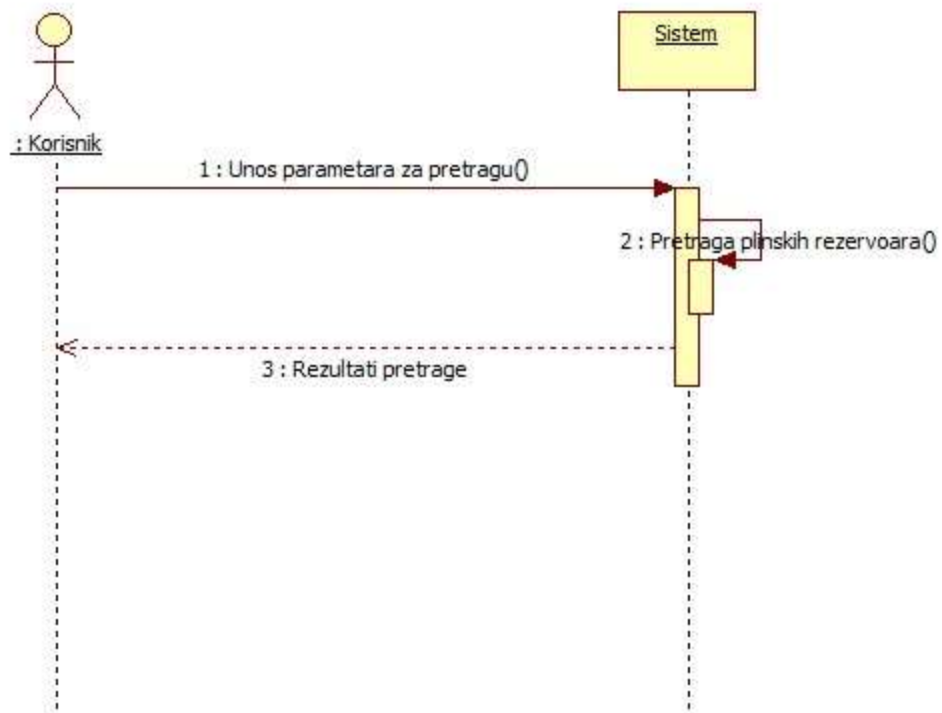 Sistem
: Korisnik
1 : Unos parametara za pretragu()
2 : Pretraga plinskih rezervoara()
3 : Rezultati pretrage